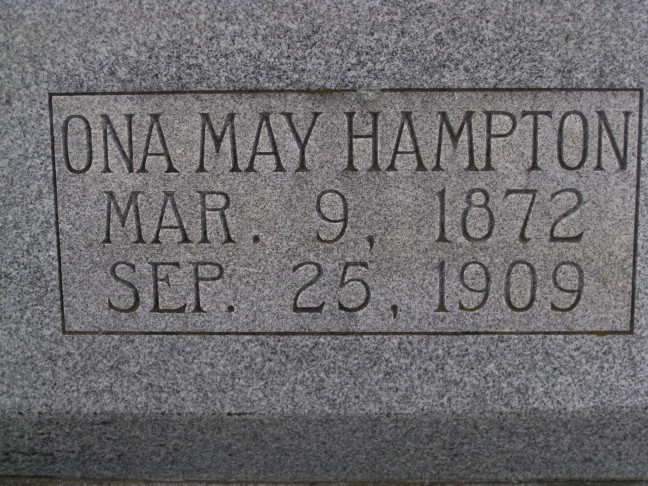 ONA MAY HAMPTON
MAR. 9, 1872
SEP. 25, 1909